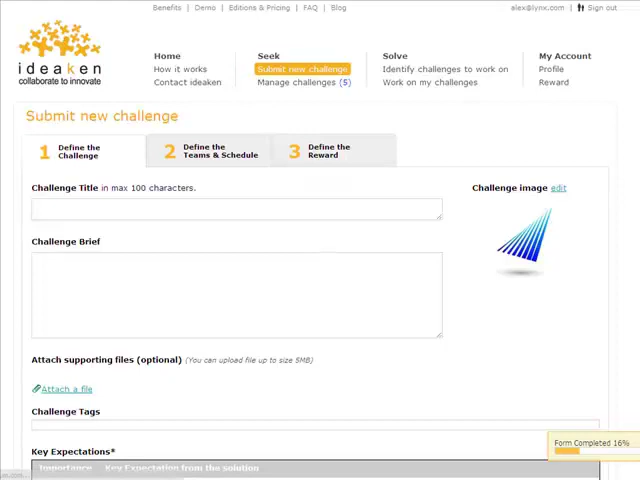 Benefits | Demo | Editions & Pricing | FAQ | Blog
alex@lynx.com | Sign out
ideaken
collaborate to innovate
Home
How it works
Contact ideaken
Seek
Submit new challenge
Manage challenges (5)
Solve
Identify challenges to work on
Work on my challenges
My Account
Profile
Reward
Submit new challenge
1 Define the Challenge
2 Define the Teams & Schedule
3 Define the Reward
Challenge Title in max 100 characters.
Challenge image edit
Challenge Brief
Attach supporting files (optional) (You can upload file up to size 5MB)
Attach a file
Challenge Tags
Form Completed 16%
Key Expectations*
Importance Key Expectation from the solution